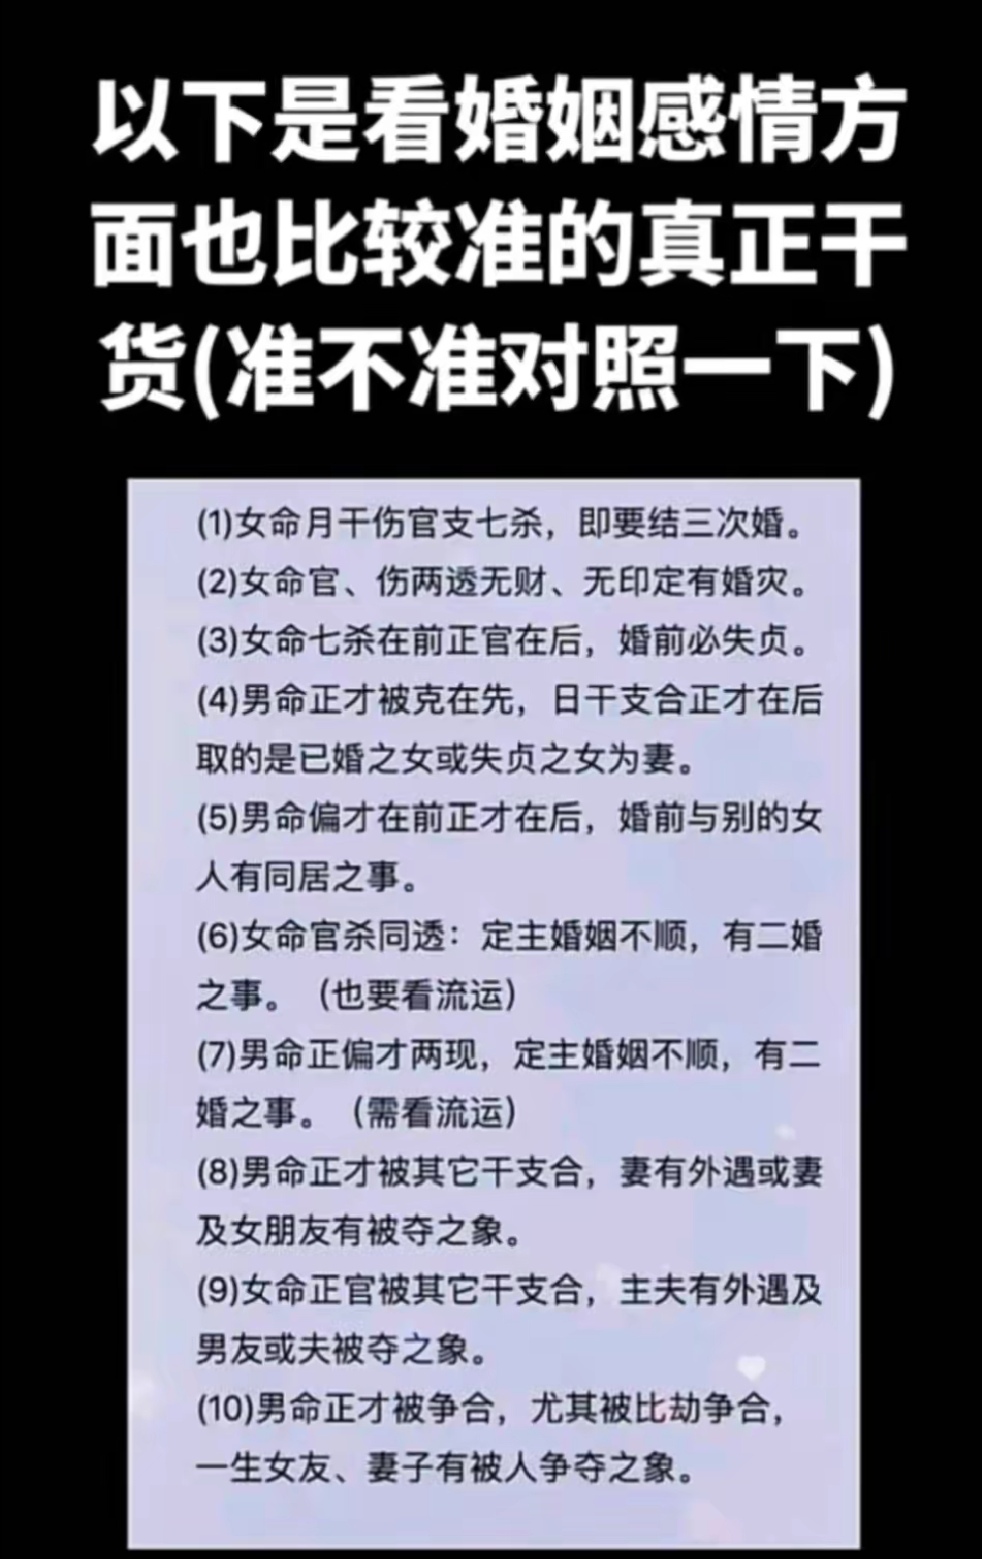 以下是看婚姻感情方
面也比较准的真正干
货(准不准对照一下)
(1)女命月干伤官支七杀，即要结三次婚。
(2)女命官、伤两透无财、无印定有婚灾。
(3)女命七杀在前正官在后，婚前必失贞。
(4)男命正才被克在先，日干支合正才在后
取的是已婚之女或失贞之女为妻。
(5)男命偏才在前正才在后，婚前与别的女
人有同居之事。
(6)女命官杀同透：定主婚姻不顺，有二婚
之事。（也要看流运）
(7)男命正偏才两现，定主婚姻不顺，有二
婚之事。（需看流运）
(8)男命正才被其它干支合，妻有外遇或妻
及女朋友有被夺之象。
(9)女命正官被其它干支合，主夫有外遇及
男友或夫被夺之象。
(10)男命正才被争合，尤其被比劫争合，
一生女友、妻子有被人争夺之象。